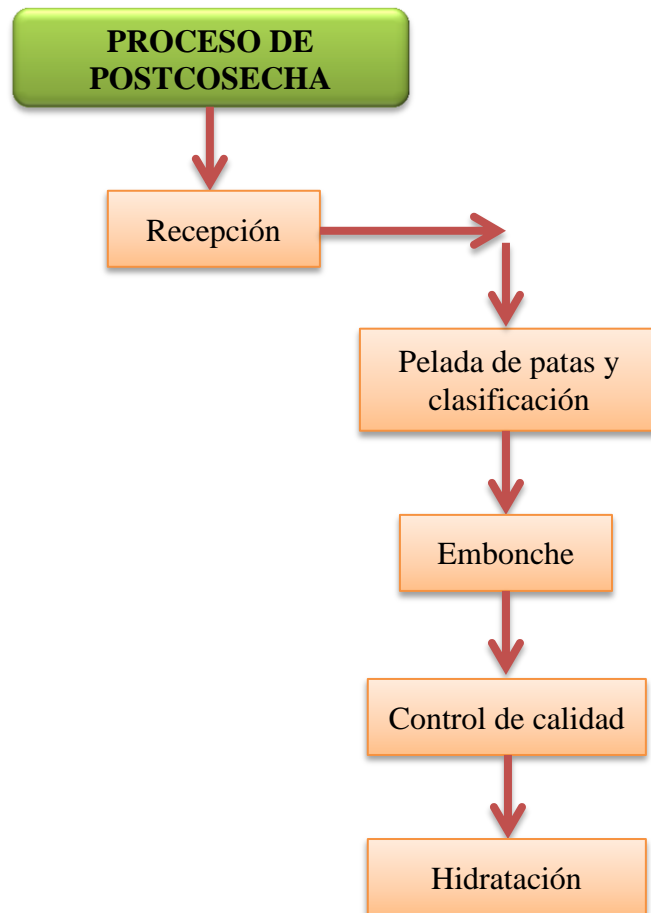 PROCESO DE
POSTCOSECHA
Recepción
Pelada de patas y
clasificación
Embonche
Control de calidad
Hidratación